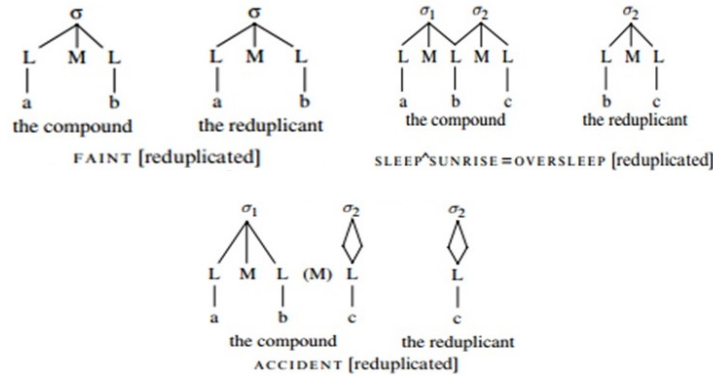 σ σ σ₁ σ₂ σ₂
L M L L M L L M L M L L M L
a b a b a b c b c
the compound the reduplicant the compound the reduplicant
FAINT [reduplicated] SLEEP^SUNRISE=OVERSLEEP [reduplicated]
σ₁ σ₂ σ₂
L M L (M) L L
a b c c
the compound the reduplicant
ACCIDENT [reduplicated]